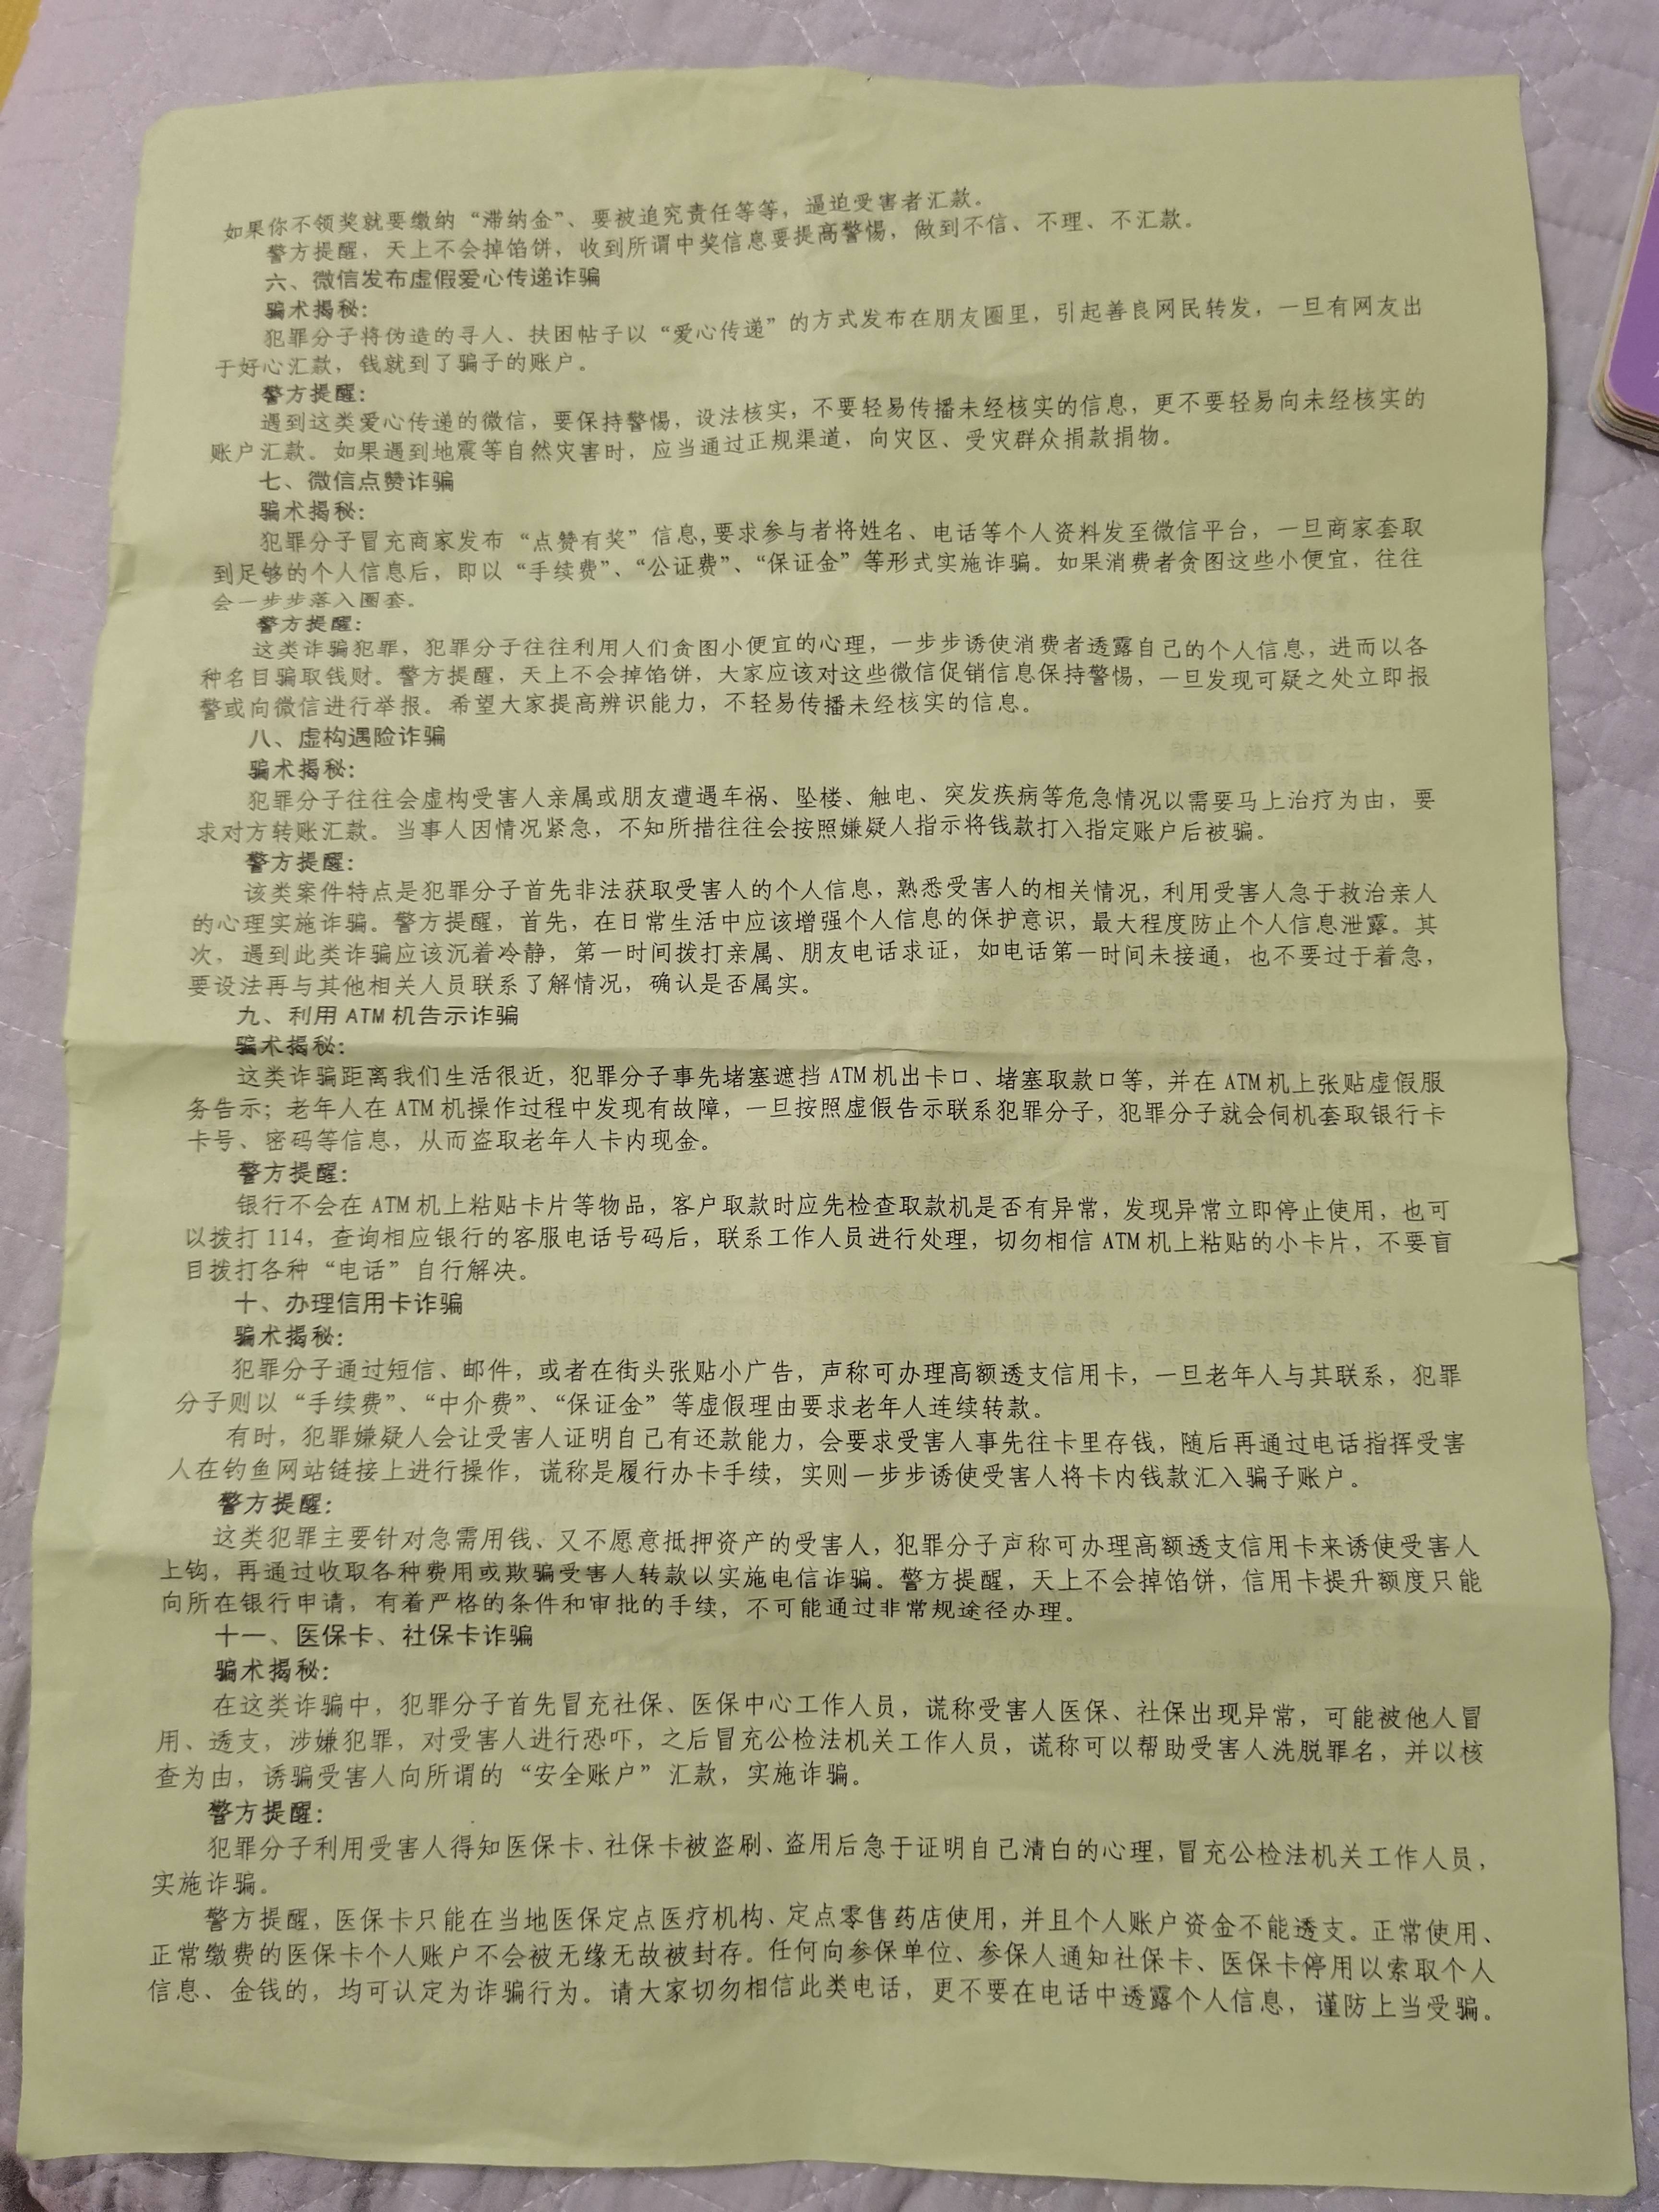 如果你不领奖就要缴纳“滞纳金”、要被追究责任等等，逼迫受害者汇款。
警方提醒，天上不会掉馅饼，收到所谓中奖信息要提高警惕，做到不信、不理、不汇款。
六、微信发布虚假爱心传递诈骗
骗术揭秘：
犯罪分子将伪造的寻人、扶困帖子以“爱心传递”的方式发布在朋友圈里，引起善良网民转发，一旦有网友出
于好心汇款，钱就到了骗子的账户。
警方提醒：
遇到这类爱心传递的微信，要保持警惕，设法核实，不要轻易传播未经核实的信息，更不要轻易向未经核实的
账户汇款。如果遇到地震等自然灾害时，应当通过正规渠道，向灾区、受灾群众捐款捐物。
七、微信点赞诈骗
骗术揭秘：
犯罪分子冒充商家发布“点赞有奖”信息，要求参与者将姓名、电话等个人资料发至微信平台，一旦商家套取
到足够的个人信息后，即以“手续费”、“公证费”、“保证金”等形式实施诈骗。如果消费者贪图这些小便宜，往往
会一步步落入圈套。
警方提醒：
这类诈骗犯罪，犯罪分子往往利用人们贪图小便宜的心理，一步步诱使消费者透露自己的个人信息，进而以各
种名目骗取钱财。警方提醒，天上不会掉馅饼，大家应该对这些微信促销信息保持警惕，一旦发现可疑之处立即报
警或向微信进行举报。希望大家提高辨识能力，不轻易传播未经核实的信息。
八、虚构遇险诈骗
骗术揭秘：
犯罪分子往往会虚构受害人亲属或朋友遭遇车祸、坠楼、触电、突发疾病等危急情况以需要马上治疗为由，要
求对方转账汇款。当事人因情况紧急，不知所措往往会按照嫌疑人指示将钱款打入指定账户后被骗。
警方提醒：
该类案件特点是犯罪分子首先非法获取受害人的个人信息，熟悉受害人的相关情况，利用受害人急于救治亲人
的心理实施诈骗。警方提醒，首先，在日常生活中应该增强个人信息的保护意识，最大程度防止个人信息泄露。其
次，遇到此类诈骗应该沉着冷静，第一时间拨打亲属、朋友电话求证，如电话第一时间未接通，也不要过于着急，
要设法再与其他相关人员联系了解情况，确认是否属实。
九、利用ATM机告示诈骗
骗术揭秘：
这类诈骗距离我们生活很近，犯罪分子事先堵塞遮挡ATM机出卡口、堵塞取款口等，并在ATM机上张贴虚假服
务告示；老年人在ATM机操作过程中发现有故障，一旦按照虚假告示联系犯罪分子，犯罪分子就会伺机套取银行卡
卡号、密码等信息，从而盗取老年人卡内现金。
警方提醒：
银行不会在ATM机上粘贴卡片等物品，客户取款时应先检查取款机是否有异常，发现异常立即停止使用，也可
以拨打114，查询相应银行的客服电话号码后，联系工作人员进行处理，切勿相信ATM机上粘贴的小卡片，不要盲
目拨打各种“电话”自行解决。
十、办理信用卡诈骗
骗术揭秘：
犯罪分子通过短信、邮件，或者在街头张贴小广告，声称可办理高额透支信用卡，一旦老年人与其联系，犯罪
分子则以“手续费”、“中介费”、“保证金”等虚假理由要求老年人连续转款。
有时，犯罪嫌疑人会让受害人证明自己有还款能力，会要求受害人事先往卡里存钱，随后再通过电话指挥受害
人在钓鱼网站链接上进行操作，谎称是履行办卡手续，实则一步步诱使受害人将卡内钱款汇入骗子账户。
警方提醒：
这类犯罪主要针对急需用钱、又不愿意抵押资产的受害人，犯罪分子声称可办理高额透支信用卡来诱使受害人
上钩，再通过收取各种费用或欺骗受害人转款以实施电信诈骗。警方提醒，天上不会掉馅饼，信用卡提升额度只能
向所在银行申请，有着严格的条件和审批的手续，不可能通过非常规途径办理。
十一、医保卡、社保卡诈骗
骗术揭秘：
在这类诈骗中，犯罪分子首先冒充社保、医保中心工作人员，谎称受害人医保、社保出现异常，可能被他人冒
用、透支，涉嫌犯罪，对受害人进行恐吓，之后冒充公检法机关工作人员，谎称可以帮助受害人洗脱罪名，并以核
查为由，诱骗受害人向所谓的“安全账户”汇款，实施诈骗。
警方提醒：
犯罪分子利用受害人得知医保卡、社保卡被盗刷、盗用后急于证明自己清白的心理，冒充公检法机关工作人员，
实施诈骗。
警方提醒，医保卡只能在当地医保定点医疗机构、定点零售药店使用，并且个人账户资金不能透支。正常使用、
正常缴费的医保卡个人账户不会被无缘无故被封存。任何向参保单位、参保人通知社保卡、医保卡停用以索取个人
信息、金钱的，均可认定为诈骗行为。请大家切勿相信此类电话，更不要在电话中透露个人信息，谨防上当受骗。